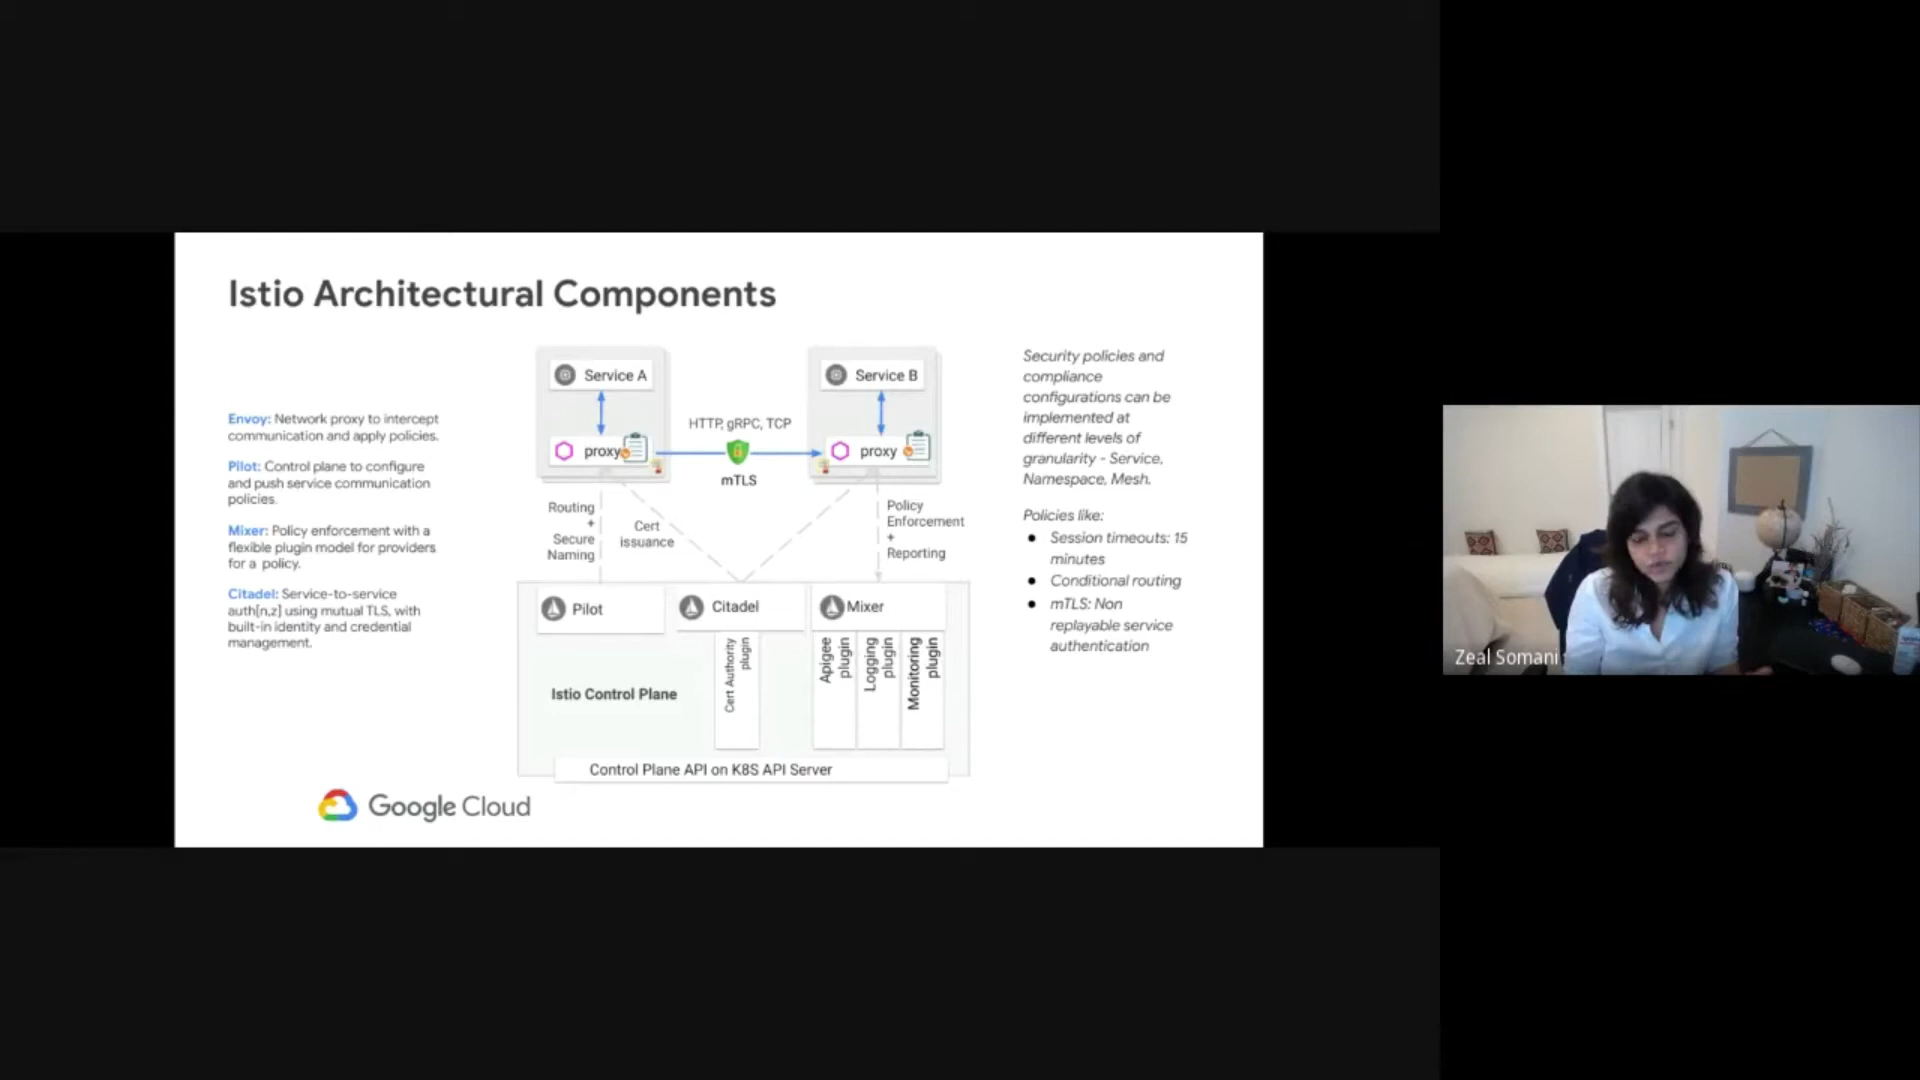 Istio Architectural Components
Envoy: Network proxy to intercept
communication and apply policies.
Pilot: Control plane to configure
and push service communication
policies.
Mixer: Policy enforcement with a
flexible plugin model for providers
for a policy.
Citadel: Service-to-service
auth[n,z] using mutual TLS, with
built-in identity and credential
management.
Service A
proxy
HTTP, gRPC, TCP
mTLS
Service B
proxy
Routing
+
Secure
Naming
Cert
issuance
Policy
Enforcement
+
Reporting
Pilot
Citadel
Mixer
Cert Authority
plugin
Apigee
plugin
Logging
plugin
Monitoring
plugin
Istio Control Plane
Control Plane API on K8S API Server
Security policies and
compliance
configurations can be
implemented at
different levels of
granularity - Service,
Namespace, Mesh.
Policies like:
● Session timeouts: 15
minutes
● Conditional routing
● mTLS: Non
replayable service
authentication
Google Cloud
Zeal Somani